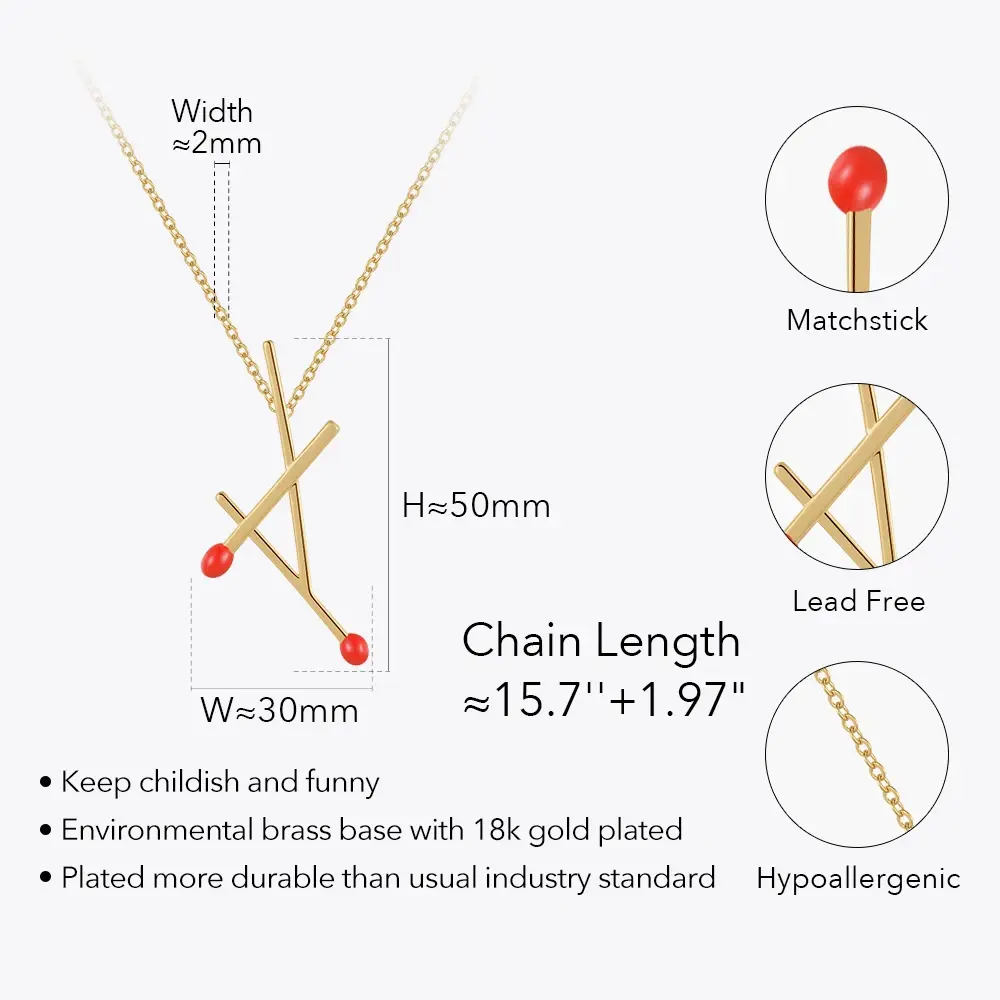 Width
≈2mm
Matchstick
H≈50mm
Lead Free
Chain Length
≈15.7''+1.97"
W≈30mm
• Keep childish and funny
• Environmental brass base with 18k gold plated
• Plated more durable than usual industry standard
Hypoallergenic